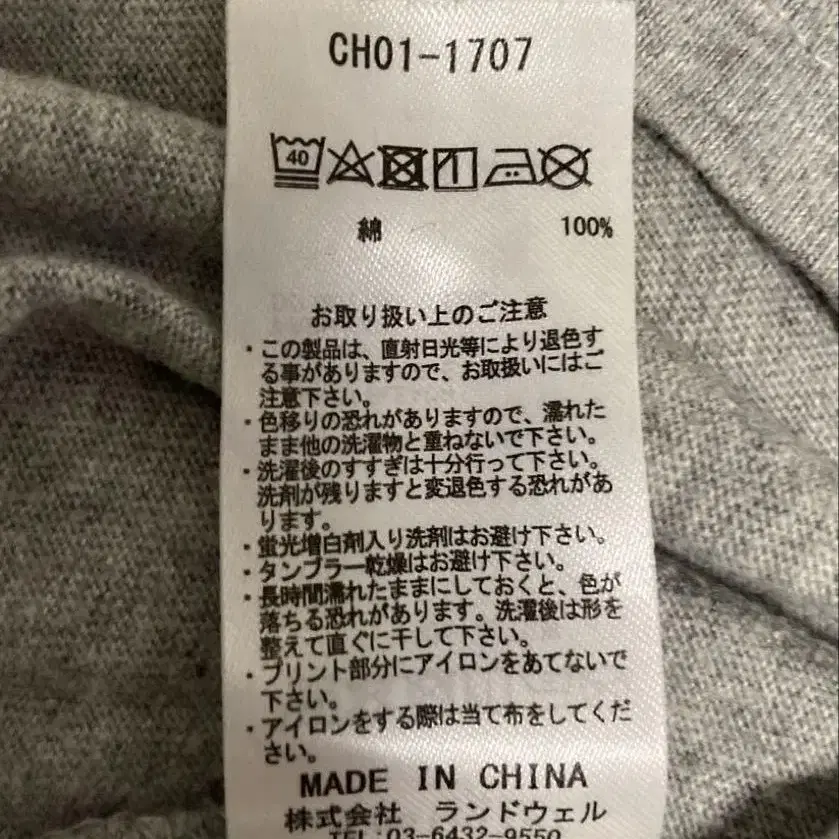 CH01-1707
40
綿 100%
お取り扱い上のご注意
・この製品は、直射日光等により退色す
る事がありますので、お取扱いにはご
注意下さい。
・色移りの恐れがありますので、濡れた
まま他の洗濯物と重ねないで下さい。
・洗濯後のすすぎは十分行って下さい。
洗剤が残りますと変退色する恐れがあ
ります。
・蛍光増白剤入り洗剤はお避け下さい。
・タンブラー乾燥はお避け下さい。
・長時間濡れたままにしておくと、色が
落ちる恐れがあります。洗濯後は形を
整えて直ぐに干して下さい。
・プリント部分にアイロンをあてないで
下さい。
・アイロンをする際は当て布をしてくだ
さい。
MADE IN CHINA
株式会社 ランドウェル
TEL:03-6432-9550